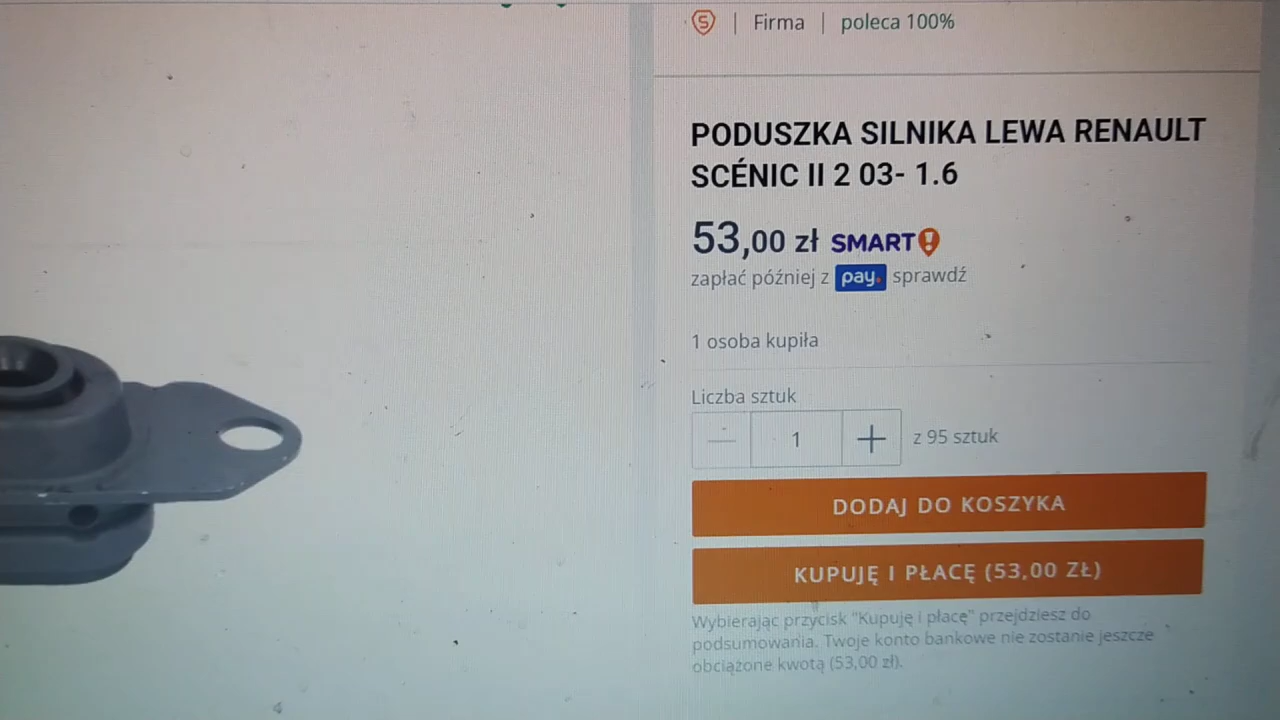 S | Firma | poleca 100%
PODUSZKA SILNIKA LEWA RENAULT
SCÉNIC II 2 03- 1.6
53,00 zł SMART!
zapłać później z pay. sprawdź
1 osoba kupiła
Liczba sztuk
— 1 + z 95 sztuk
DODAJ DO KOSZYKA
KUPUJĘ I PŁACĘ (53,00 ZŁ)
Wybierając przycisk "Kupuję i płacę" przejdziesz do
podsumowania. Twoje konto bankowe nie zostanie jeszcze
obciążone kwotą (53,00 zł).